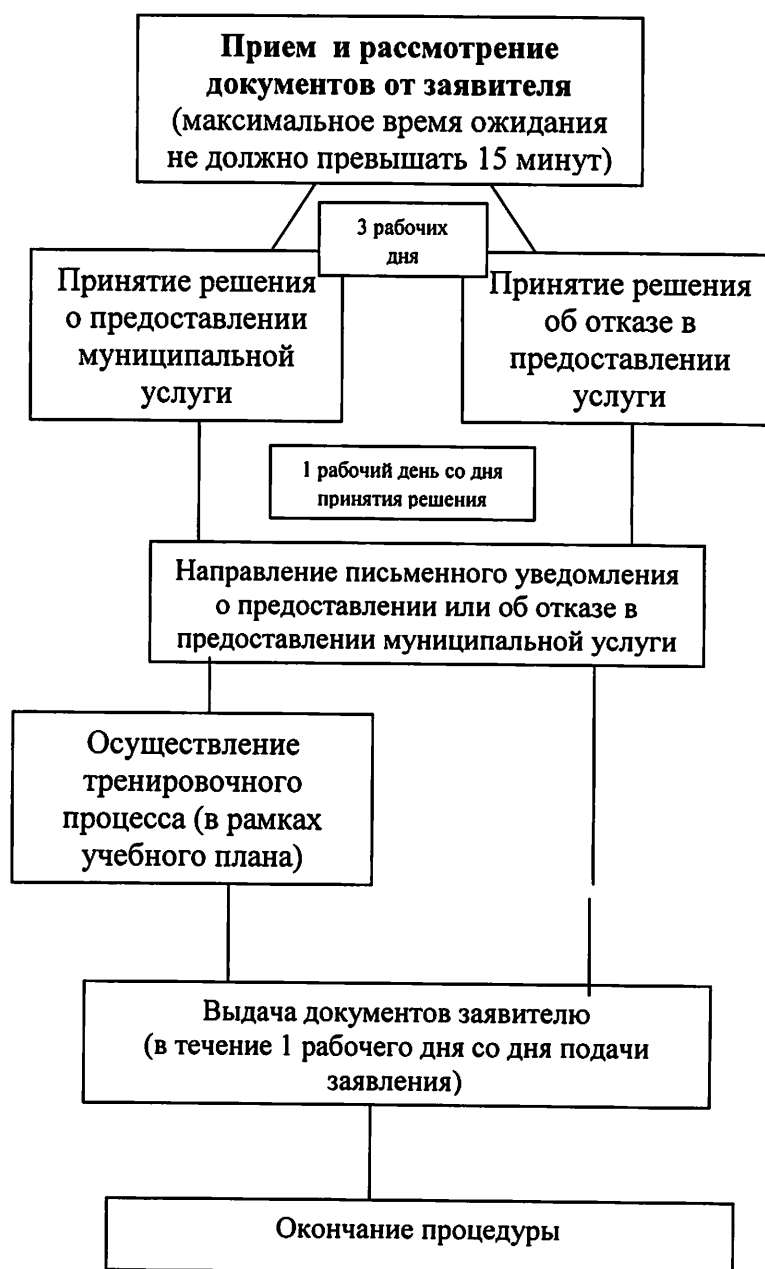 Прием и рассмотрение
документов от заявителя
(максимальное время ожидания
не должно превышать 15 минут)
3 рабочих
дня
Принятие решения
о предоставлении
муниципальной
услуги
Принятие решения
об отказе в
предоставлении
услуги
1 рабочий день со дня
принятия решения
Направление письменного уведомления
о предоставлении или об отказе в
предоставлении муниципальной услуги
Осуществление
тренировочного
процесса (в рамках
учебного плана)
Выдача документов заявителю
(в течение 1 рабочего дня со дня подачи
заявления)
Окончание процедуры